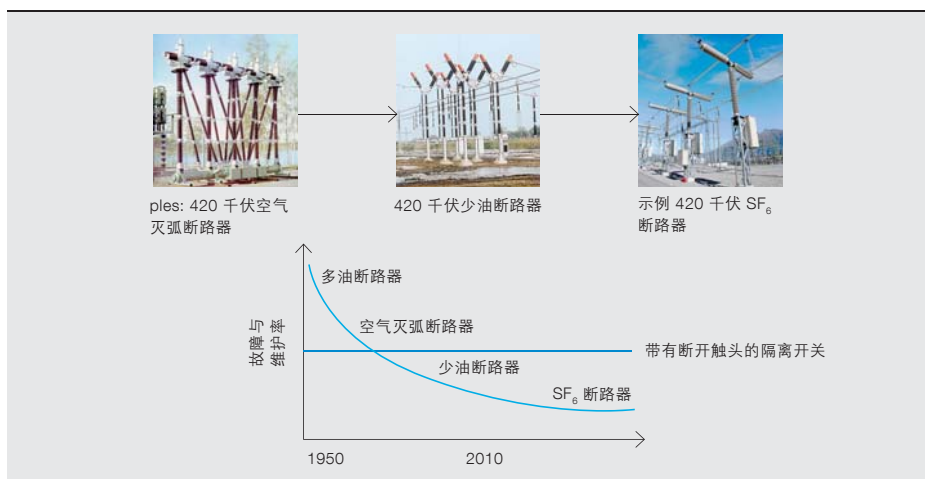 ples: 420 千伏空气
灭弧断路器
420 千伏少油断路器
示例 420 千伏 SF₆
断路器
多油断路器
空气灭弧断路器
故障与
维护率
带有断开触头的隔离开关
少油断路器
SF₆ 断路器
1950
2010